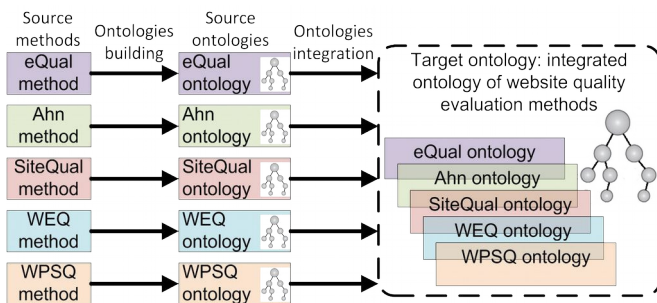 Source methods
Ontologies building
Source ontologies
Ontologies integration
eQual method
eQual ontology
Ahn method
Ahn ontology
SiteQual method
SiteQual ontology
WEQ method
WEQ ontology
WPSQ method
WPSQ ontology
Target ontology: integrated
ontology of website quality
evaluation methods
eQual ontology
Ahn ontology
SiteQual ontology
WEQ ontology
WPSQ ontology